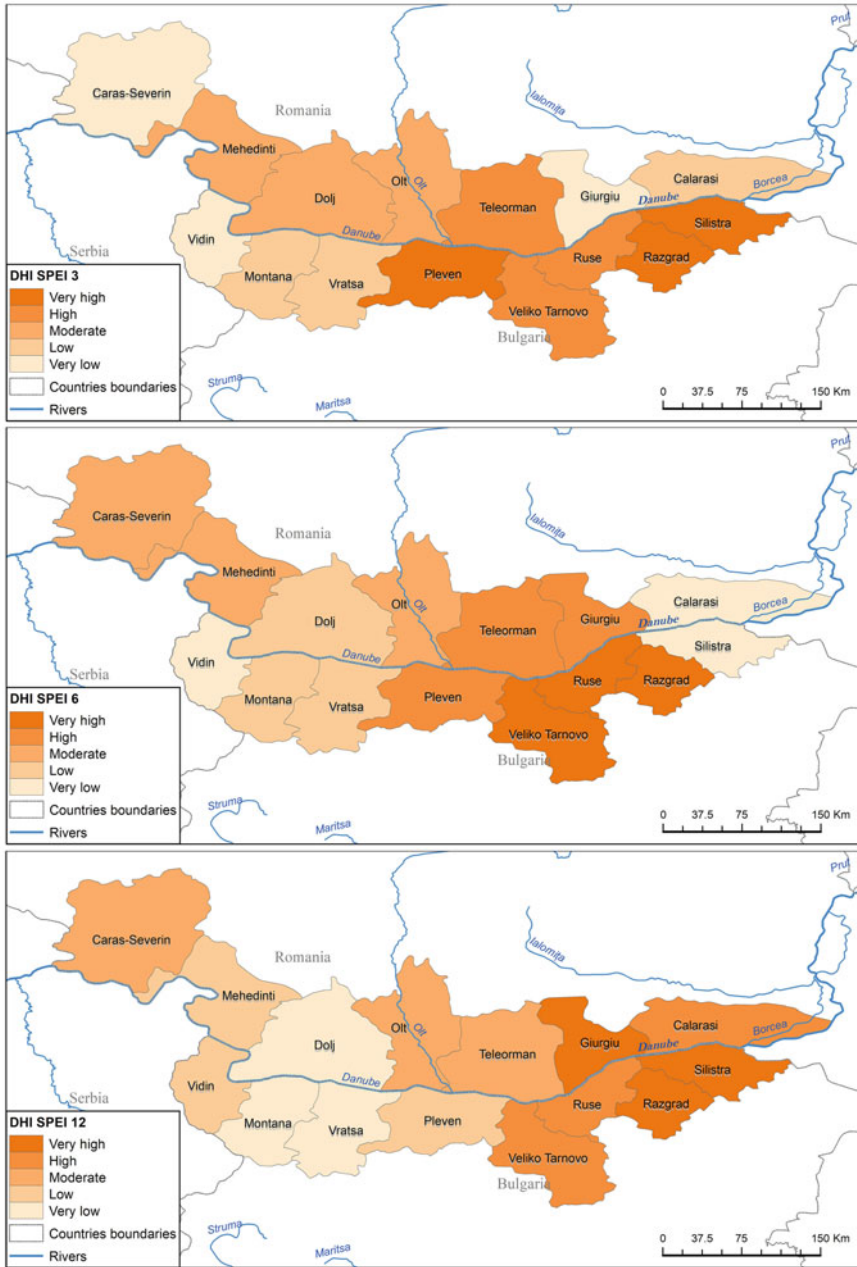 Prut
Caras-Severin
Romania
Ialomița
Mehedinti
Olt
Olt
Dolj
Teleorman
Giurgiu
Calarasi
Borcea
Danube
Vidin
Danube
Silistra
Serbia
Montana
Vratsa
Pleven
Ruse
Razgrad
Veliko Tarnovo
Bulgaria
DHI SPEI 3
Very high
High
Moderate
Low
Very low
Countries boundaries
Rivers
Struma
Maritsa
0 37.5 75 150 Km
Prut
Caras-Severin
Romania
Ialomița
Mehedinti
Olt
Olt
Dolj
Teleorman
Giurgiu
Calarasi
Borcea
Danube
Vidin
Danube
Silistra
Serbia
Montana
Vratsa
Pleven
Ruse
Razgrad
Veliko Tarnovo
Bulgaria
DHI SPEI 6
Very high
High
Moderate
Low
Very low
Countries boundaries
Rivers
Struma
Maritsa
0 37.5 75 150 Km
Prut
Caras-Severin
Romania
Ialomița
Mehedinti
Olt
Olt
Dolj
Teleorman
Giurgiu
Calarasi
Borcea
Danube
Vidin
Danube
Silistra
Serbia
Montana
Vratsa
Pleven
Ruse
Razgrad
Veliko Tarnovo
Bulgaria
DHI SPEI 12
Very high
High
Moderate
Low
Very low
Countries boundaries
Rivers
Struma
Maritsa
0 37.5 75 150 Km